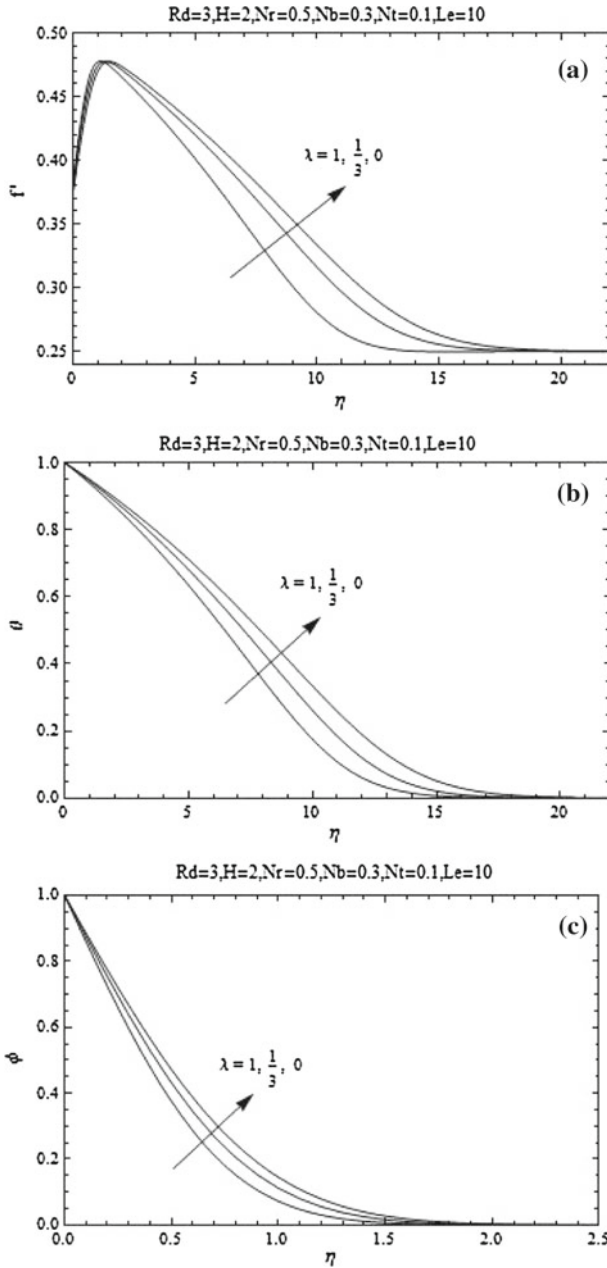 Rd=3,H=2,Nr=0.5,Nb=0.3,Nt=0.1,Le=10
0.50
(a)
0.45
λ = 1, 1/3, 0
0.40
f'
0.35
0.30
0.25
0 5 10 15 20
η
Rd=3,H=2,Nr=0.5,Nb=0.3,Nt=0.1,Le=10
1.0
(b)
0.8
λ = 1, 1/3, 0
0.6
θ
0.4
0.2
0.0
0 5 10 15 20
η
Rd=3,H=2,Nr=0.5,Nb=0.3,Nt=0.1,Le=10
1.0
(c)
0.8
0.6
λ = 1, 1/3, 0
ϕ
0.4
0.2
0.0
0.0 0.5 1.0 1.5 2.0 2.5
η